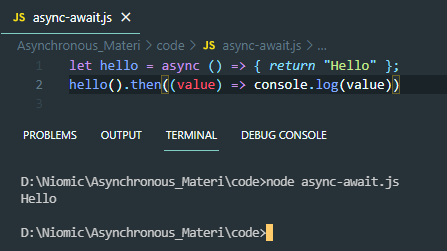 JS async-await.js ×
Asynchronous_Materi > code > JS async-await.js > ...
1 let hello = async () => { return "Hello" };
2 hello().then((value) => console.log(value))
3
PROBLEMS OUTPUT TERMINAL DEBUG CONSOLE
D:\Niomic\Asynchronous_Materi\code>node async-await.js
Hello
D:\Niomic\Asynchronous_Materi\code>